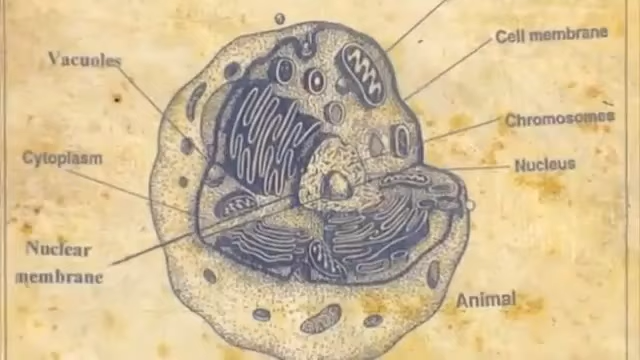 Vacuoles
Cell membrane
Chromosomes
Cytoplasm
Nucleus
Nuclear
membrane
Animal